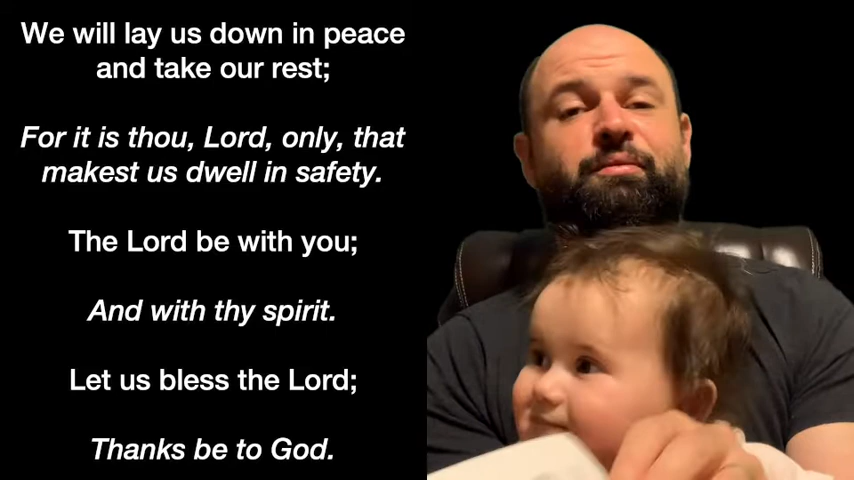 We will lay us down in peace
and take our rest;
For it is thou, Lord, only, that
makest us dwell in safety.
The Lord be with you;
And with thy spirit.
Let us bless the Lord;
Thanks be to God.